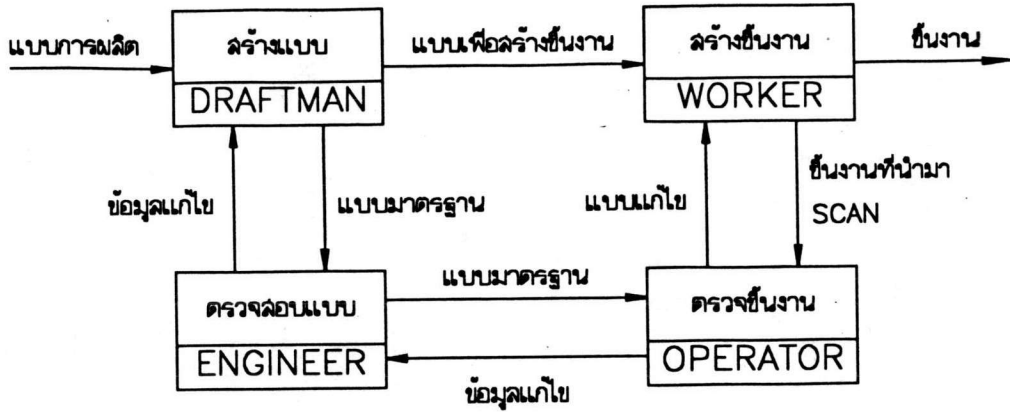 แบบการผลิต
สร้างแบบ
DRAFTMAN
แบบเพื่อสร้างชิ้นงาน
สร้างชิ้นงาน
WORKER
ชิ้นงาน
ข้อมูลแก้ไข
แบบมาตรฐาน
แบบแก้ไข
ชิ้นงานที่นำมา
SCAN
ตรวจสอบแบบ
ENGINEER
แบบมาตรฐาน
ตรวจชิ้นงาน
OPERATOR
ข้อมูลแก้ไข